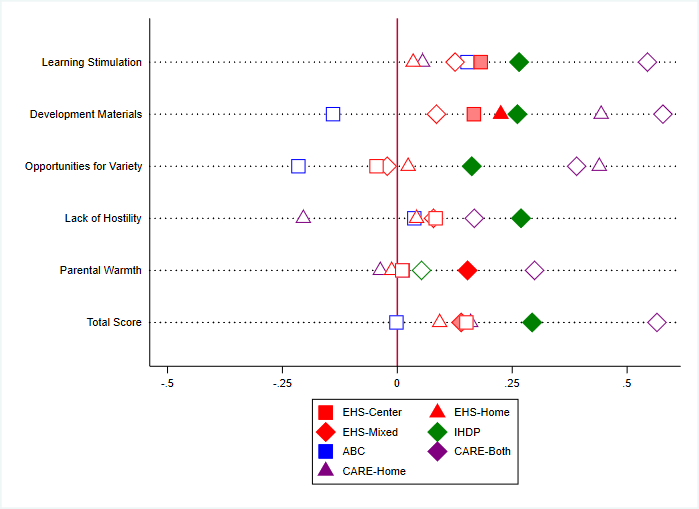 Learning Stimulation
Development Materials
Opportunities for Variety
Lack of Hostility
Parental Warmth
Total Score
-.5 -.25 0 .25 .5
EHS-Center EHS-Home
EHS-Mixed IHDP
ABC CARE-Both
CARE-Home